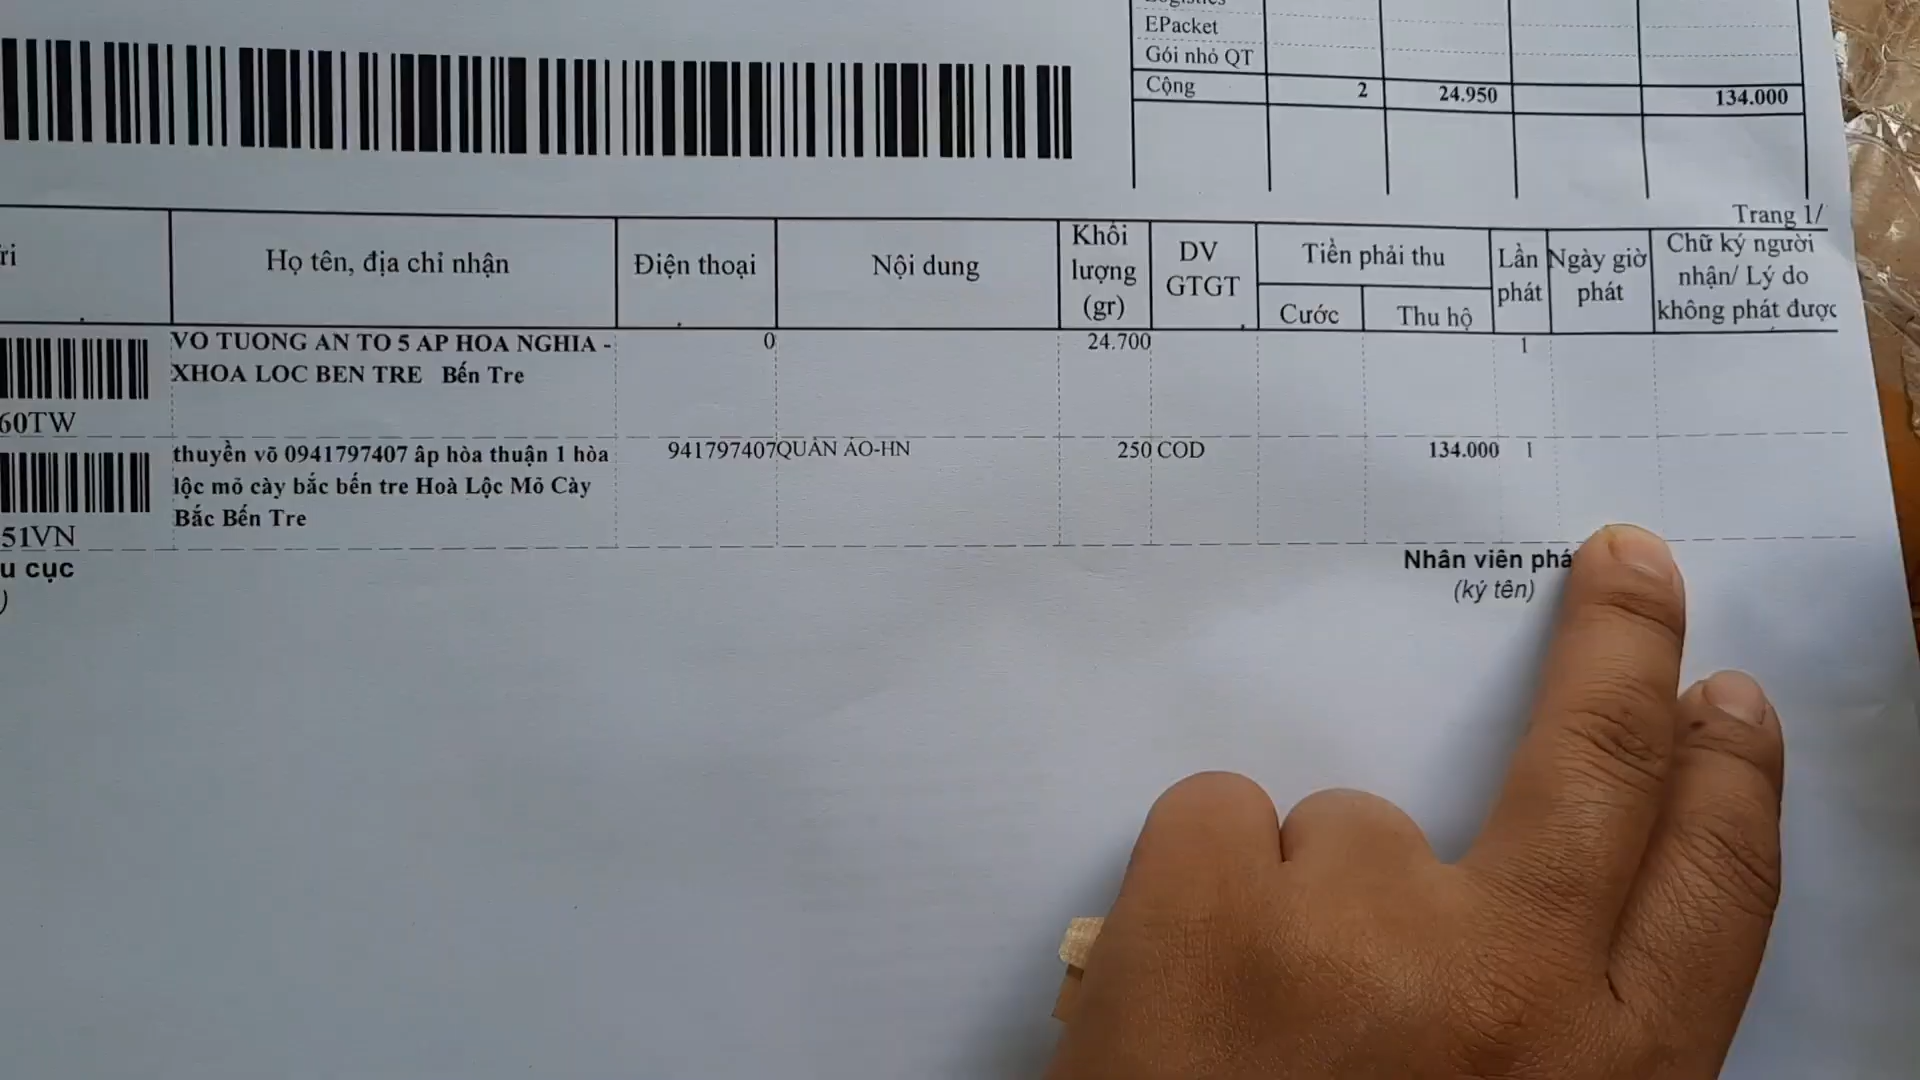 EPacket
Gói nhỏ QT
Cộng 2 24.950 134.000
Trang 1/
Họ tên, địa chỉ nhận Điện thoại Nội dung Khối lượng (gr) DV GTGT Tiền phải thu Cước Thu hộ Lần phát Ngày giờ phát Chữ ký người nhận/ Lý do không phát được
VO TUONG AN TO 5 AP HOA NGHIA - 0 24.700 1
XHOA LOC BEN TRE Bến Tre
60TW
thuyền võ 0941797407 âp hòa thuận 1 hòa 941797407 QUẦN ÁO-HN 250 COD 134.000 1
lộc mỏ cày bắc bến tre Hoà Lộc Mỏ Cày
Bắc Bến Tre
51VN
u cục
Nhân viên phá
(ký tên)